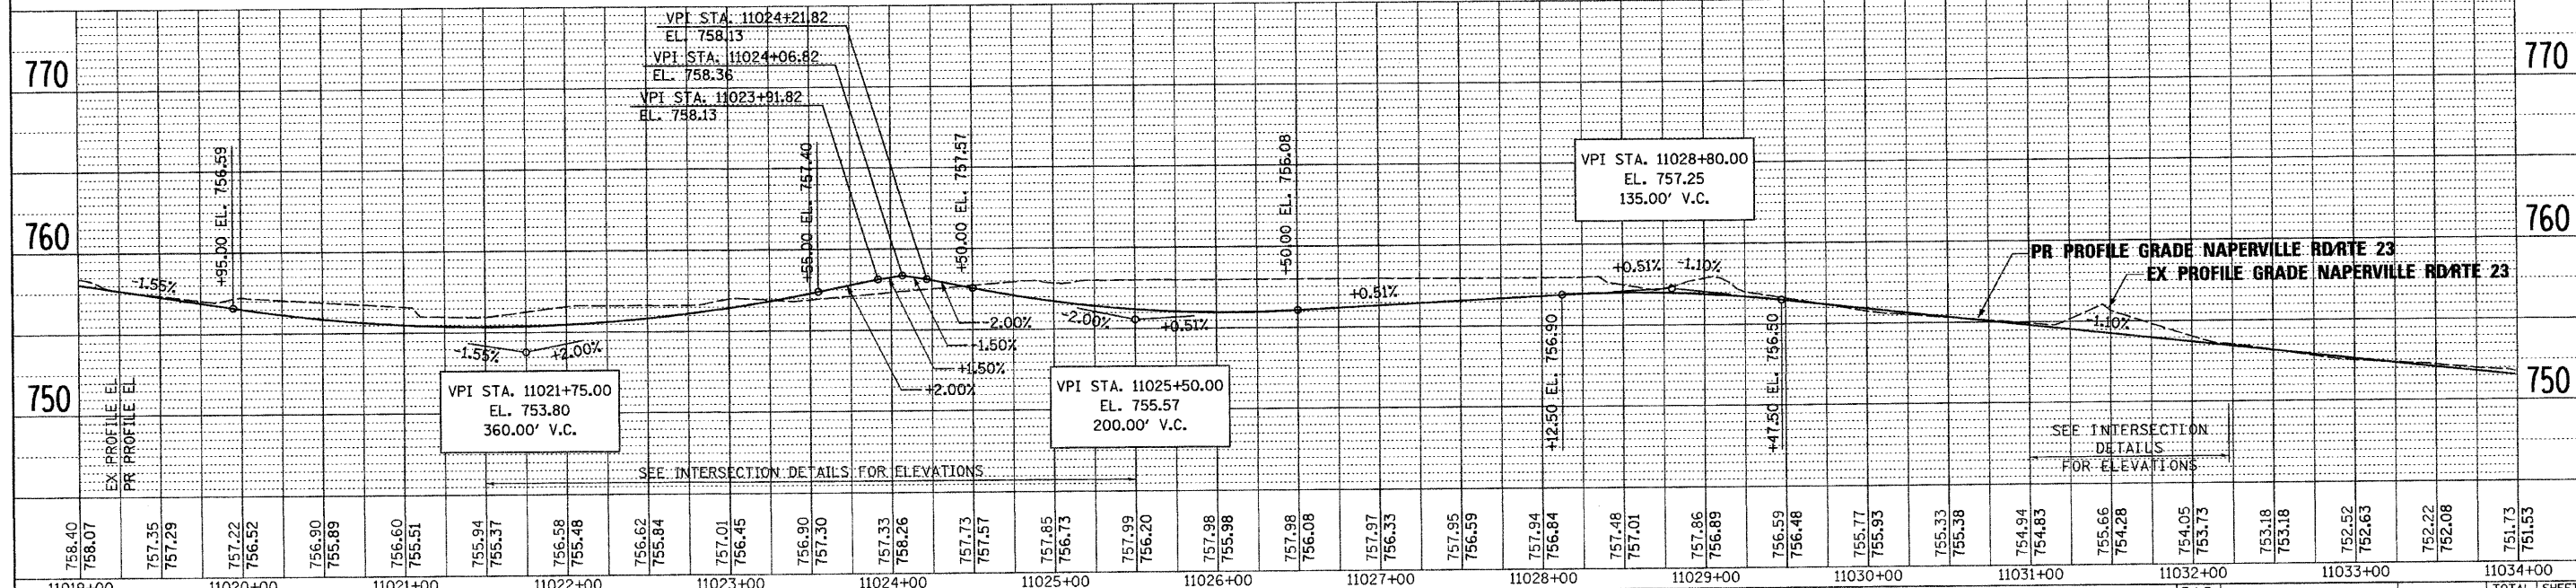 VPI STA. 11024+21.82
EL. 758.13
VPI STA. 11024+06.82
EL. 758.36
VPI STA. 11023+91.82
EL. 758.13
770
770
760
760
750
750
+95.00 EL. 756.59
+55.00 EL. 757.40
+50.00 EL. 757.57
+50.00 EL. 756.08
VPI STA. 11028+80.00
EL. 757.25
135.00' V.C.
PR PROFILE GRADE NAPERVILLE RD/RTE 23
EX PROFILE GRADE NAPERVILLE RD/RTE 23
-1.55%
+0.51%
-1.10%
+0.51%
-2.00%
+0.51%
-2.00%
-1.50%
+1.50%
+2.00%
-1.10%
-1.55%
+2.00%
VPI STA. 11021+75.00
EL. 753.80
360.00' V.C.
VPI STA. 11025+50.00
EL. 755.57
200.00' V.C.
+12.50 EL. 756.90
+47.50 EL. 756.50
EX PROFILE EL
PR PROFILE EL
SEE INTERSECTION DETAILS FOR ELEVATIONS
SEE INTERSECTION
DETAILS
FOR ELEVATIONS
758.40
758.07
757.35
757.29
757.22
756.52
756.90
755.89
756.60
755.51
755.94
755.37
756.58
755.48
756.62
755.84
757.01
756.45
756.90
757.30
757.33
758.26
757.73
757.57
757.85
756.73
757.99
756.20
757.98
755.98
757.98
756.08
757.97
756.33
757.95
756.59
757.94
756.84
757.48
757.01
757.86
756.89
756.59
756.48
755.77
755.93
755.33
755.38
754.94
754.83
755.66
754.28
754.05
753.73
753.18
753.18
752.52
752.63
752.22
752.08
751.73
751.53
11018+00 11020+00 11021+00 11022+00 11023+00 11024+00 11025+00 11026+00 11027+00 11028+00 11029+00 11030+00 11031+00 11032+00 11033+00 11034+00
TOTAL SHEET